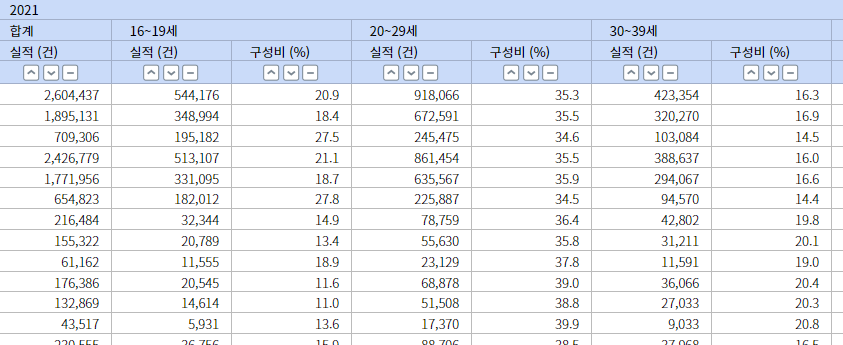 2021
합계 16~19세 20~29세 30~39세
실적 (건) 실적 (건) 구성비 (%) 실적 (건) 구성비 (%) 실적 (건) 구성비 (%)
2,604,437 544,176 20.9 918,066 35.3 423,354 16.3
1,895,131 348,994 18.4 672,591 35.5 320,270 16.9
709,306 195,182 27.5 245,475 34.6 103,084 14.5
2,426,779 513,107 21.1 861,454 35.5 388,637 16.0
1,771,956 331,095 18.7 635,567 35.9 294,067 16.6
654,823 182,012 27.8 225,887 34.5 94,570 14.4
216,484 32,344 14.9 78,759 36.4 42,802 19.8
155,322 20,789 13.4 55,630 35.8 31,211 20.1
61,162 11,555 18.9 23,129 37.8 11,591 19.0
176,386 20,545 11.6 68,878 39.0 36,066 20.4
132,869 14,614 11.0 51,508 38.8 27,033 20.3
43,517 5,931 13.6 17,370 39.9 9,033 20.8